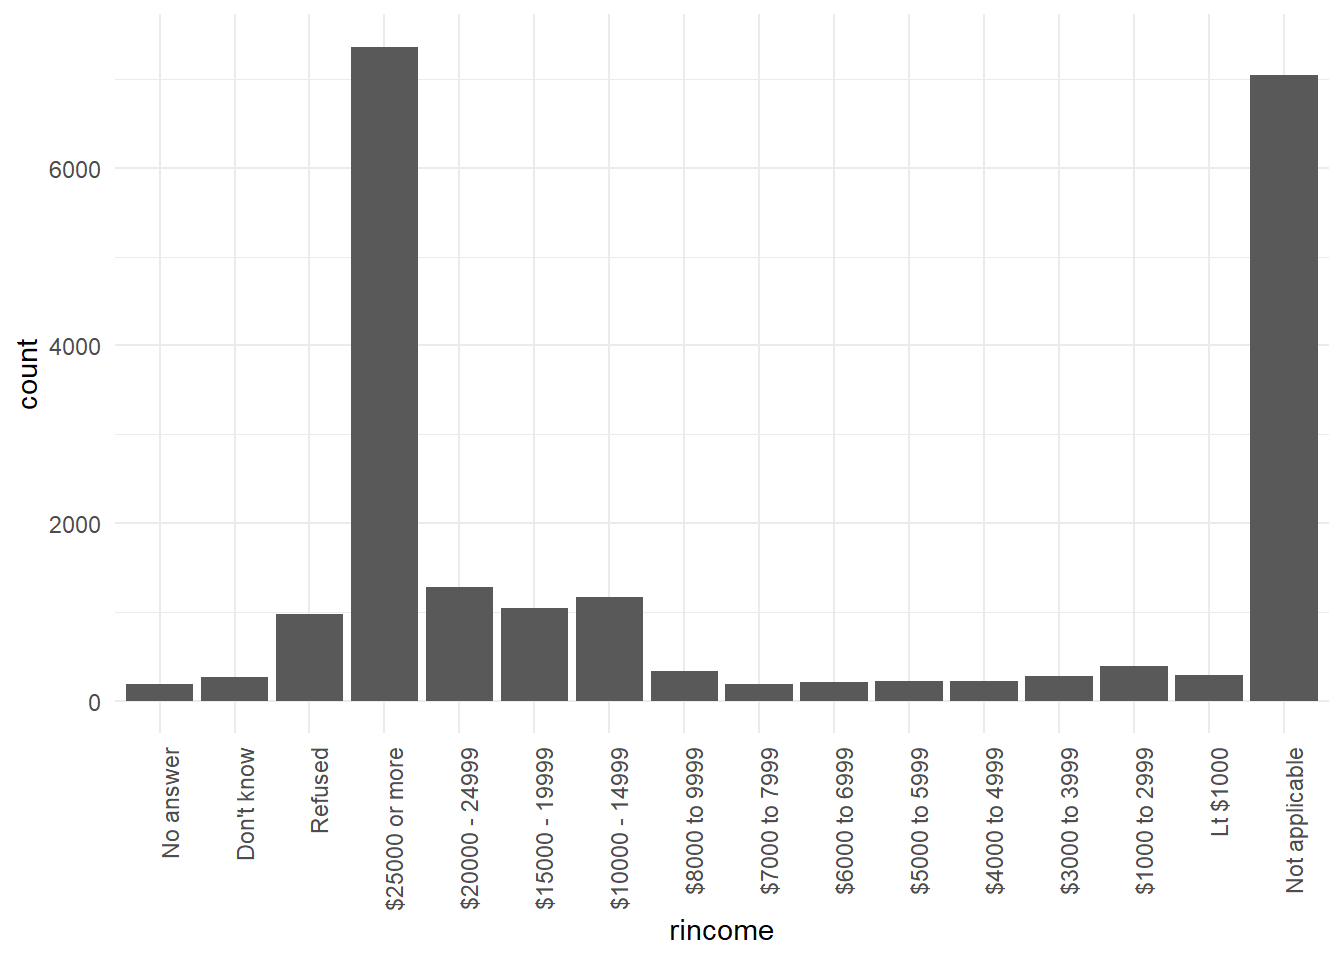 count
6000
4000
2000
0
No answer
Don't know
Refused
$25000 or more
$20000 - 24999
$15000 - 19999
$10000 - 14999
$8000 to 9999
$7000 to 7999
$6000 to 6999
$5000 to 5999
$4000 to 4999
$3000 to 3999
$1000 to 2999
Lt $1000
Not applicable
rincome